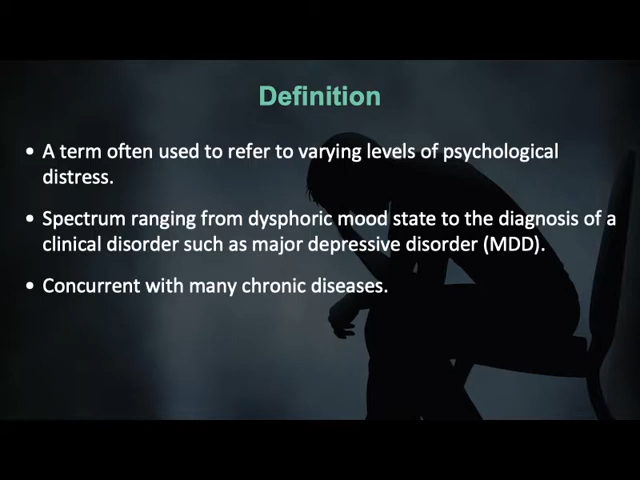 Definition
• A term often used to refer to varying levels of psychological
distress.
• Spectrum ranging from dysphoric mood state to the diagnosis of a
clinical disorder such as major depressive disorder (MDD).
• Concurrent with many chronic diseases.